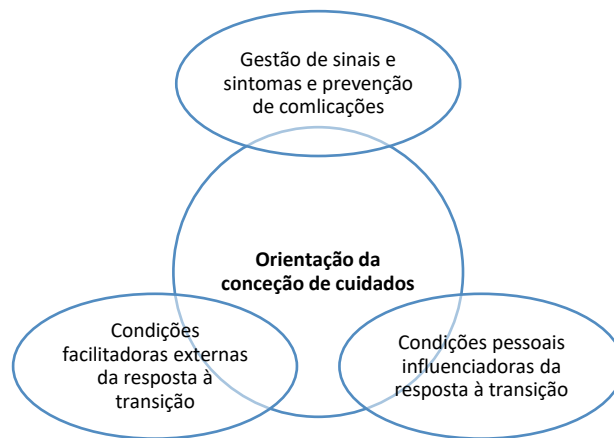 Gestão de sinais e
sintomas e prevenção
de comlicações
Orientação da
conceção de cuidados
Condições
facilitadoras externas
da resposta à
transição
Condições pessoais
influenciadoras da
resposta à transição